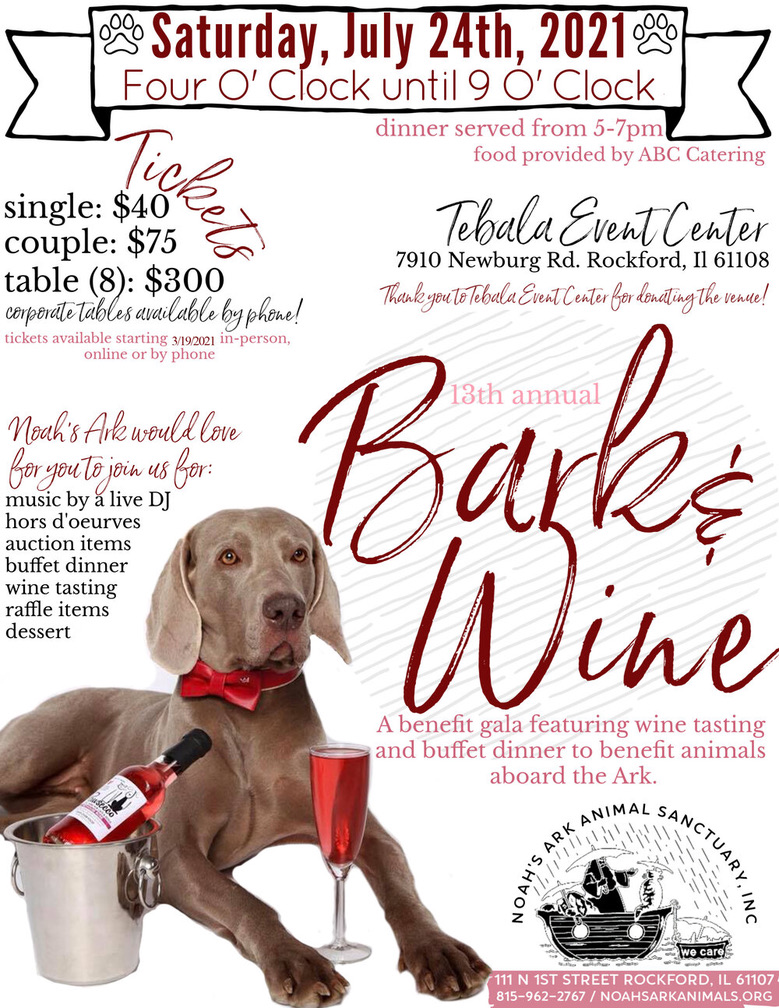 Saturday, July 24th, 2021
Four O' Clock until 9 O' Clock
dinner served from 5-7pm
food provided by ABC Catering
Tickets
single: $40
couple: $75
table (8): $300
corporate tables available by phone!
tickets available starting 3/19/2021 in-person,
online or by phone
Tebala Event Center
7910 Newburg Rd. Rockford, Il 61108
Thank you to Tebala Event Center for donating the venue!
13th annual
Bark &
Wine
Noah's Ark would love
for you to join us for:
music by a live DJ
hors d'oeurves
auction items
buffet dinner
wine tasting
raffle items
dessert
A benefit gala featuring wine tasting
and buffet dinner to benefit animals
aboard the Ark.
NOAH'S ARK ANIMAL SANCTUARY, INC
we care
111 N 1ST STREET ROCKFORD, IL 61107
815-962-2767 / NOAHSARKANIMALS.ORG